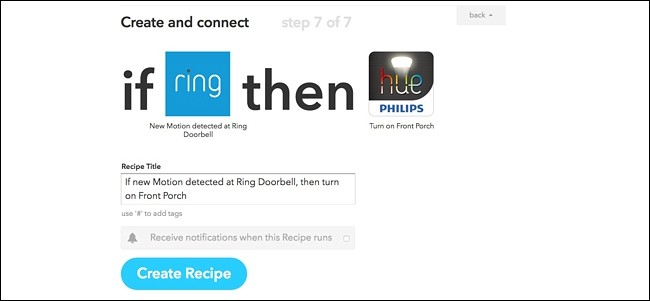 Create and connect step 7 of 7
back
if ring then hue
PHILIPS
New Motion detected at Ring
Doorbell
Turn on Front Porch
Recipe Title
If new Motion detected at Ring Doorbell, then turn
on Front Porch
use '#' to add tags
Receive notifications when this Recipe runs
Create Recipe